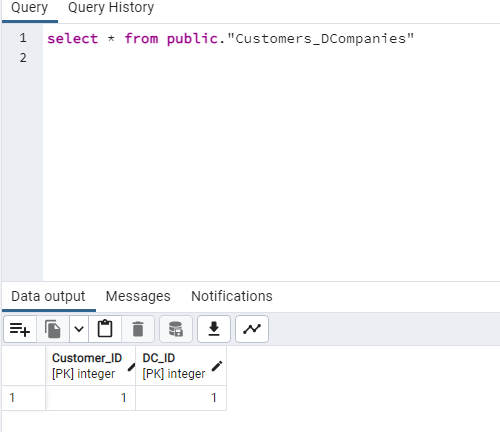 Query Query History
1 select * from public."Customers_DCompanies"
2
Data output Messages Notifications
Customer_ID DC_ID
[PK] integer [PK] integer
1 1 1